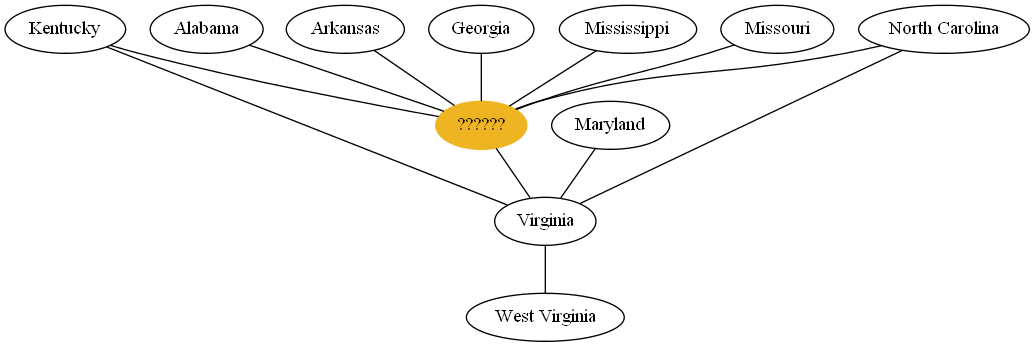 Kentucky
Alabama
Arkansas
Georgia
Mississippi
Missouri
North Carolina
??????
Maryland
Virginia
West Virginia